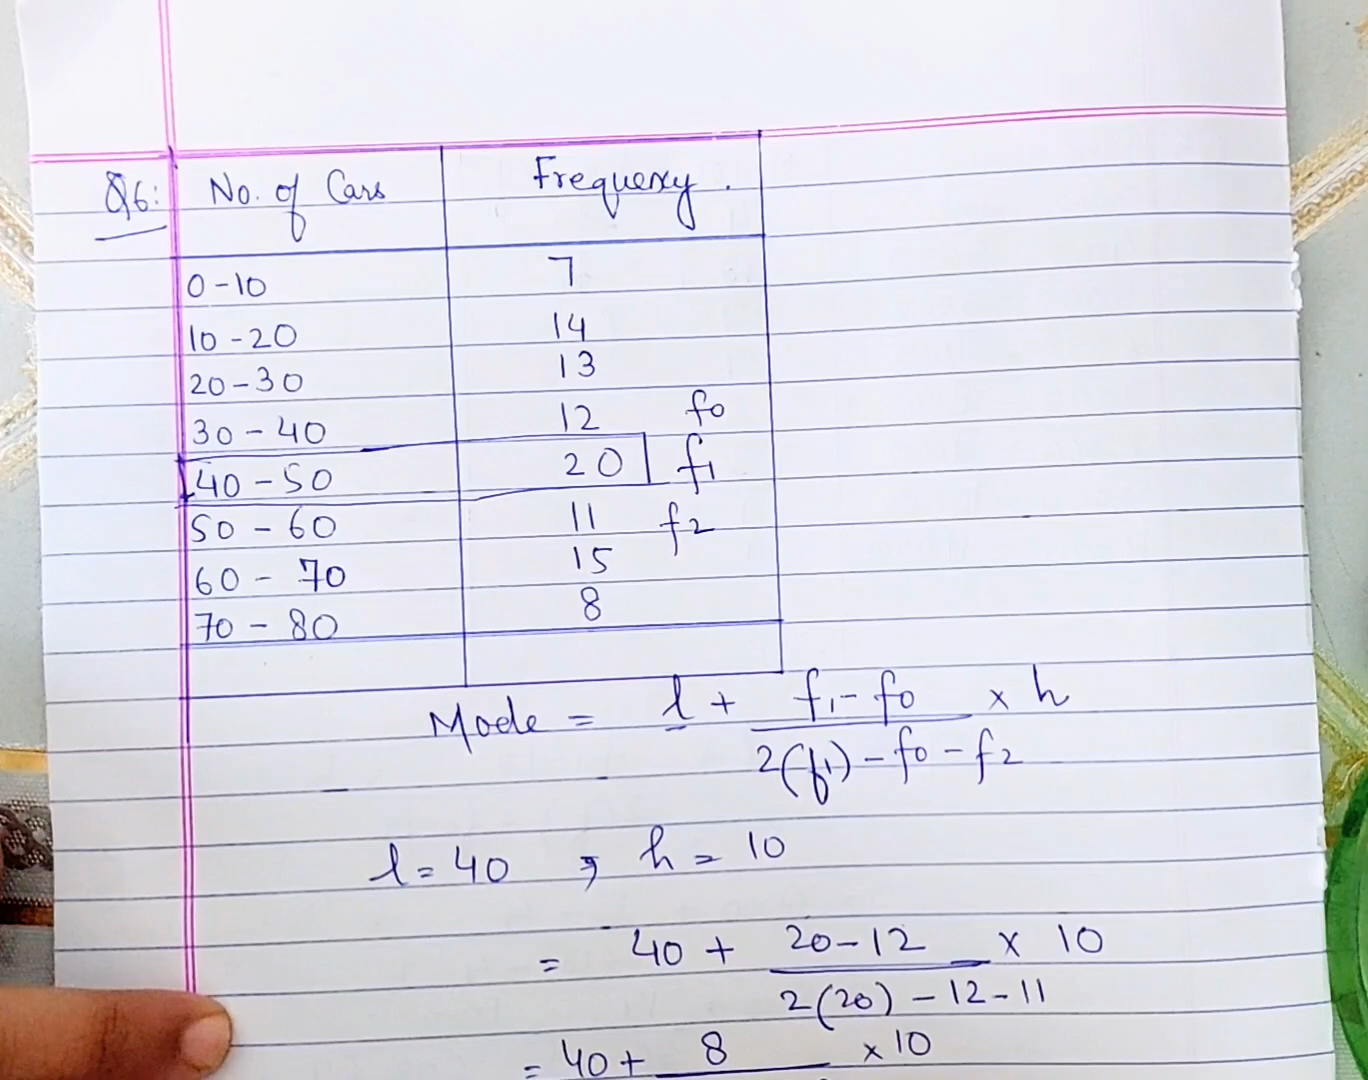 Q6: No. of Cars Frequency.
0-10 7
10-20 14
20-30 13
30-40 12 f0
40-50 20 f1
50-60 11 f2
60-70 15
70-80 8
Mode = l + f1-f0 x h
2(f1)-f0-f2
l=40 , h=10
= 40+ 20-12 x 10
2(20)-12-11
= 40+ 8 x10